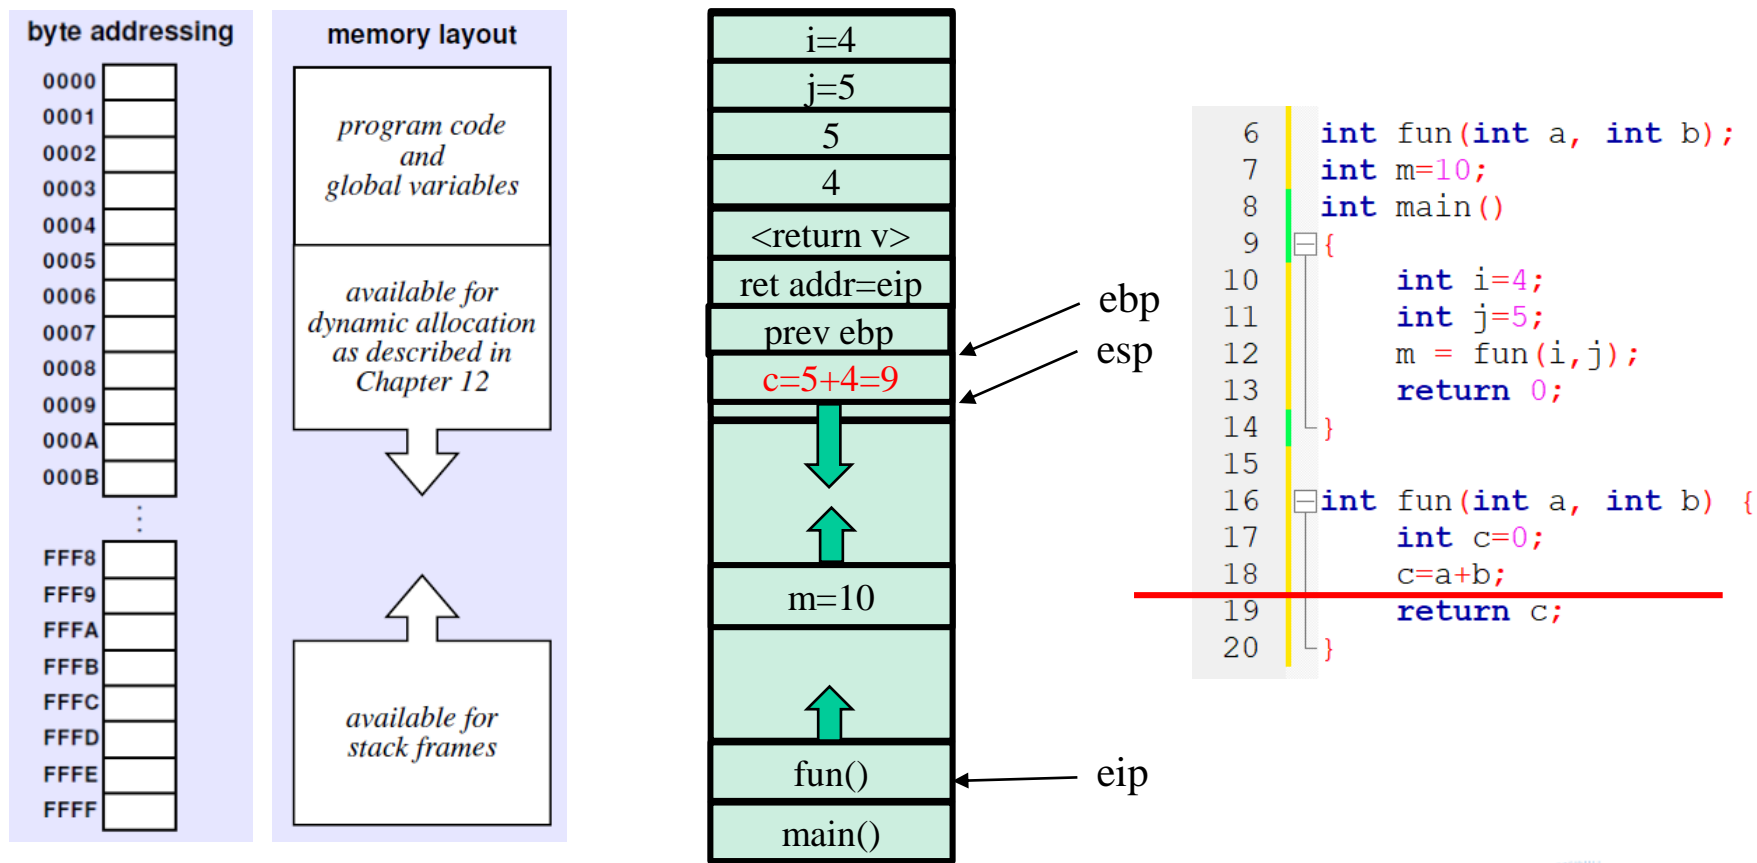 byte addressing
0000
0001
0002
0003
0004
0005
0006
0007
0008
0009
000A
000B
⋮
FFF8
FFF9
FFFA
FFFB
FFFC
FFFD
FFFE
FFFF
memory layout
program code
and
global variables
available for
dynamic allocation
as described in
Chapter 12
available for
stack frames
i=4
j=5
5
4
<return v>
ret addr=eip
prev ebp
c=5+4=9
m=10
fun()
main()
ebp
esp
eip
6 int fun(int a, int b);
7 int m=10;
8 int main()
9 {
10 int i=4;
11 int j=5;
12 m = fun(i,j);
13 return 0;
14 }
15
16 int fun(int a, int b) {
17 int c=0;
18 c=a+b;
19 return c;
20 }